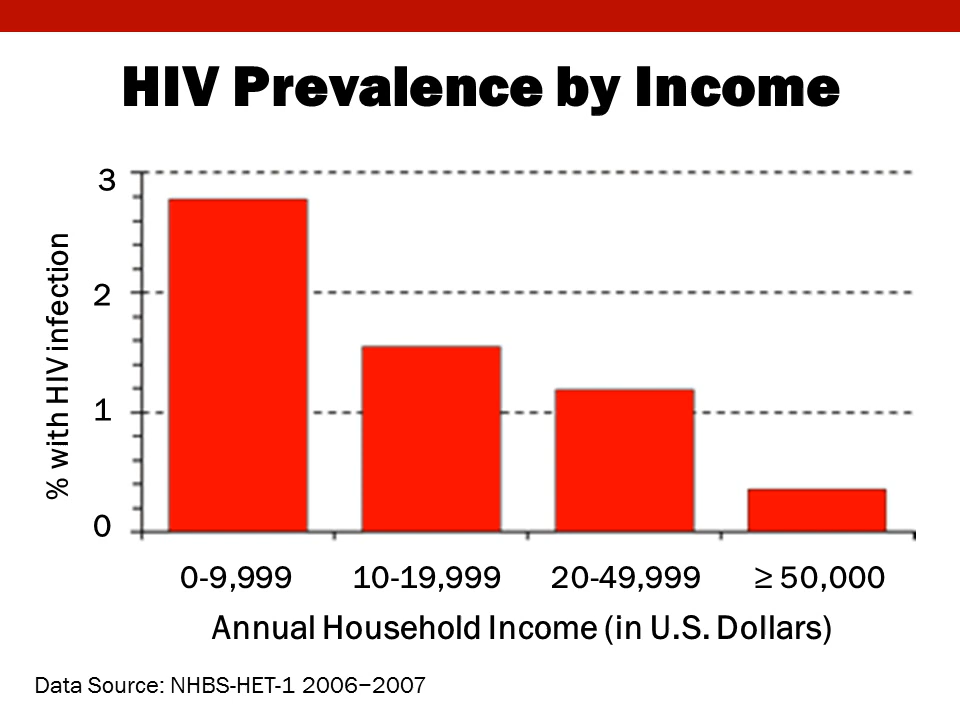 HIV Prevalence by Income
3
2
1
0
% with HIV infection
0-9,999 10-19,999 20-49,999 ≥ 50,000
Annual Household Income (in U.S. Dollars)
Data Source: NHBS-HET-1 2006–2007